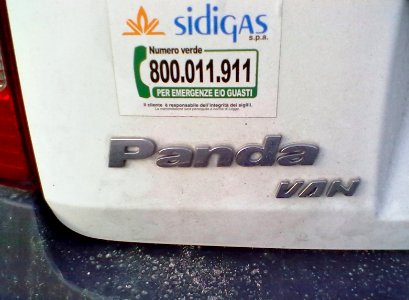 sidigas
s.p.a.
Numero verde
800.011.911
PER EMERGENZE E/O GUASTI
Il cliente è responsabile dell'integrità dei sigilli.
Panda
VAN